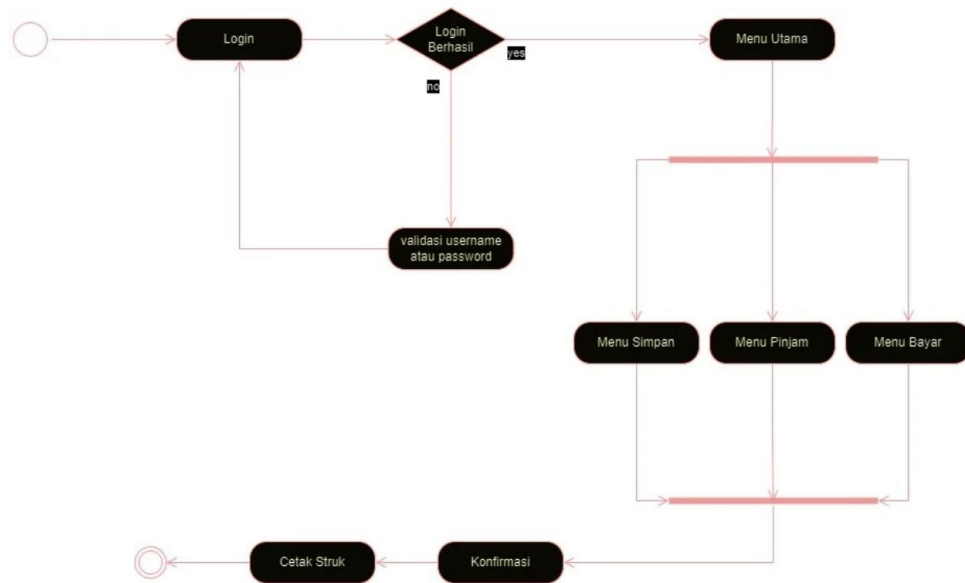 Login
Login
Berhasil
yes
Menu Utama
no
validasi username
atau password
Menu Simpan
Menu Pinjam
Menu Bayar
Cetak Struk
Konfirmasi